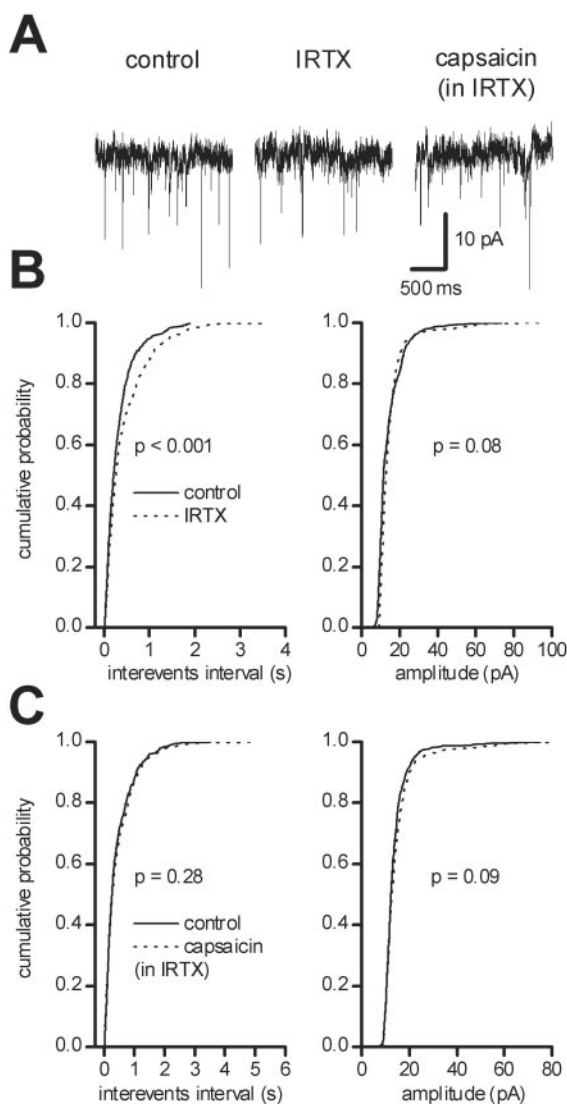 A
control IRTX capsaicin
(in IRTX)
10 pA
500 ms
B
cumulative probability
1.0
0.8
0.6
0.4
0.2
0.0
p < 0.001
control
IRTX
0 1 2 3 4
interevents interval (s)
1.0
0.8
0.6
0.4
0.2
0.0
p = 0.08
0 20 40 60 80 100
amplitude (pA)
C
cumulative probability
1.0
0.8
0.6
0.4
0.2
0.0
p = 0.28
control
capsaicin
(in IRTX)
0 1 2 3 4 5 6
interevents interval (s)
1.0
0.8
0.6
0.4
0.2
0.0
p = 0.09
0 20 40 60 80
amplitude (pA)